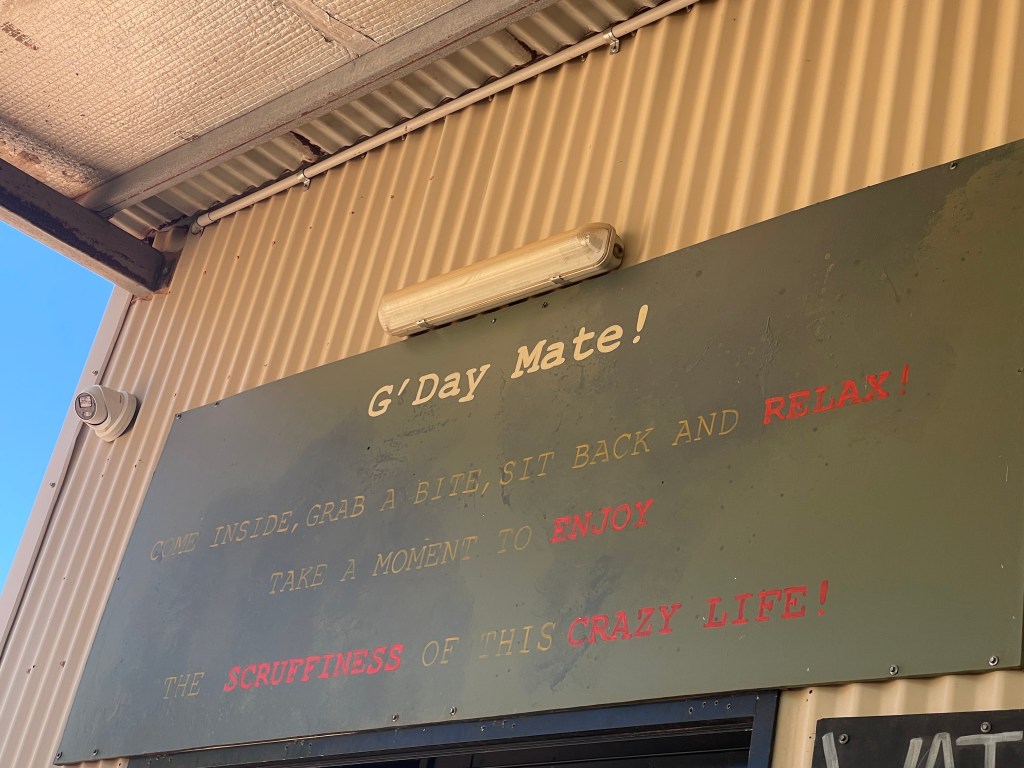 G'Day Mate!
COME INSIDE, GRAB A BITE, SIT BACK AND RELAX!
TAKE A MOMENT TO ENJOY
THE SCRUFFINESS OF THIS CRAZY LIFE!